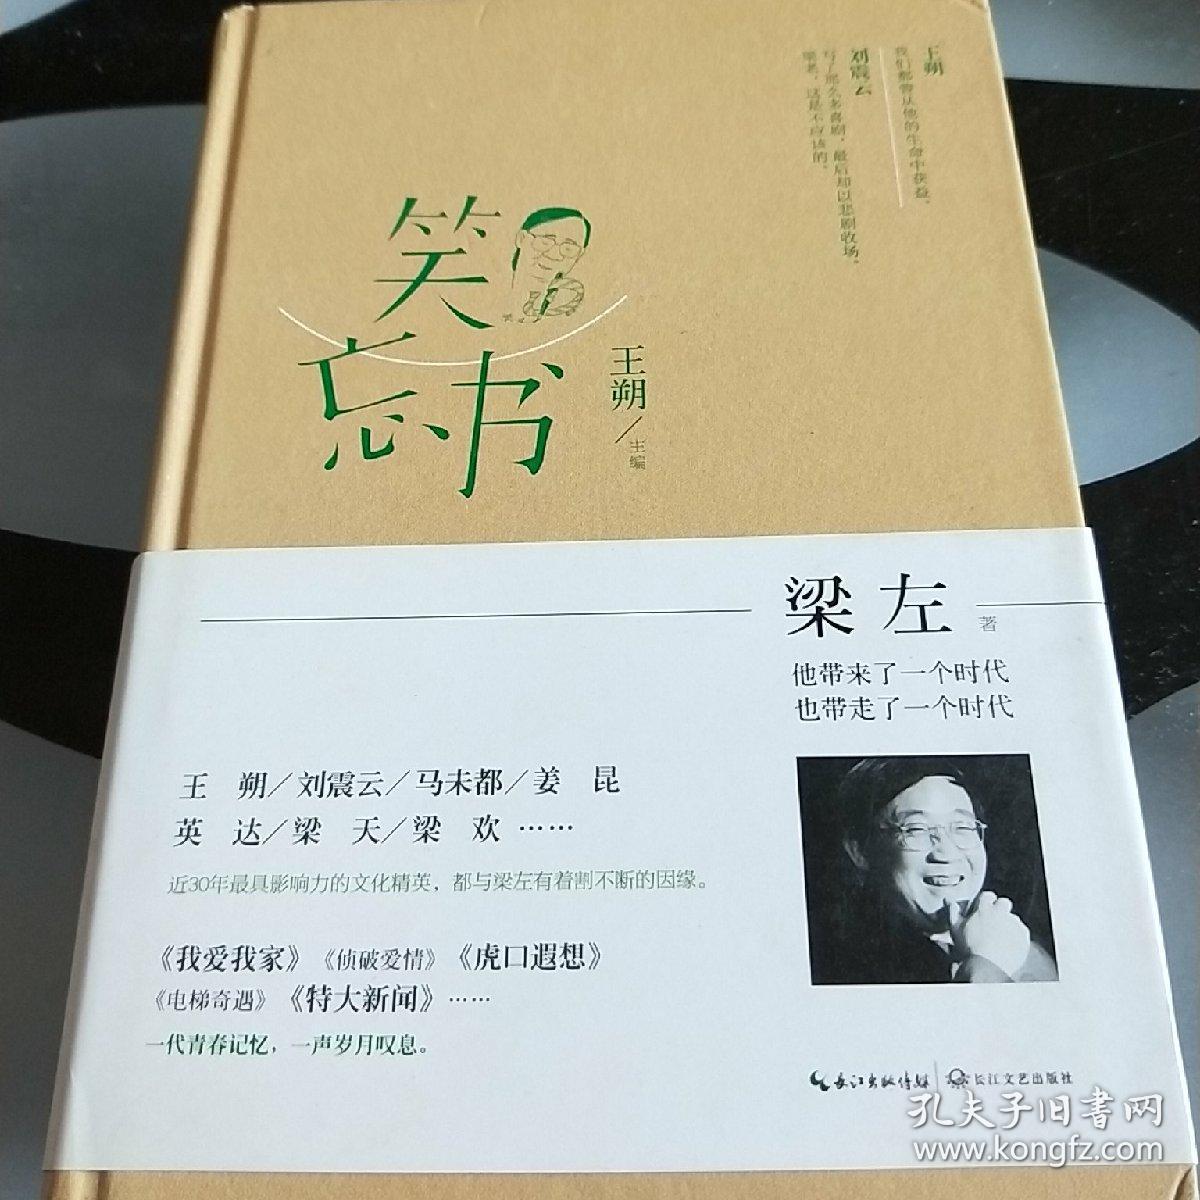 王朔
我们都曾从他的生命中获益。
刘震云
写了那么多喜剧，最后却以悲剧收场。
梁老，这是不应该的。
笑
忘书
王朔／主编
梁左 著
他带来了一个时代
也带走了一个时代
王 朔／刘震云／马未都／姜 昆
英 达／梁 天／梁 欢 ……
近30年最具影响力的文化精英，都与梁左有着割不断的因缘。
《我爱我家》《侦破爱情》《虎口遐想》
《电梯奇遇》《特大新闻》……
一代青春记忆，一声岁月叹息。
长江出版传媒 长江文艺出版社
孔夫子旧书网
www.kongfz.com